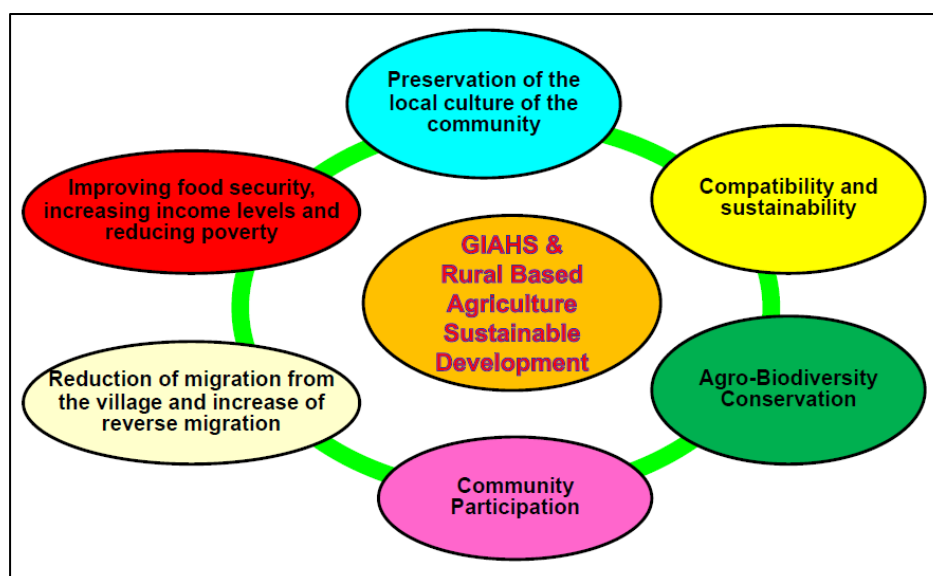 Preservation of the
local culture of the
community
Improving food security,
increasing income levels and
reducing poverty
Compatibility and
sustainability
GIAHS &
Rural Based
Agriculture
Sustainable
Development
Reduction of migration from
the village and increase of
reverse migration
Agro-Biodiversity
Conservation
Community
Participation